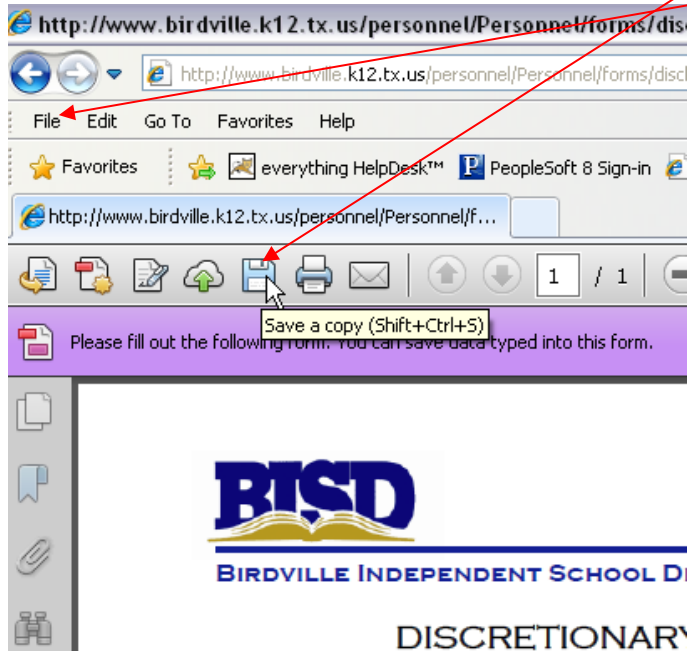 http://www.birdville.k12.tx.us/personnel/Personnel/forms/dis
http://www.birdville.k12.tx.us/personnel/Personnel/forms/discl
File Edit Go To Favorites Help
Favorites everything HelpDesk™ PeopleSoft 8 Sign-in
http://www.birdville.k12.tx.us/personnel/Personnel/f...
1 / 1
Save a copy (Shift+Ctrl+S)
Please fill out the following form. You can save data typed into this form.
BISD
BIRDVILLE INDEPENDENT SCHOOL DI
DISCRETIONARY